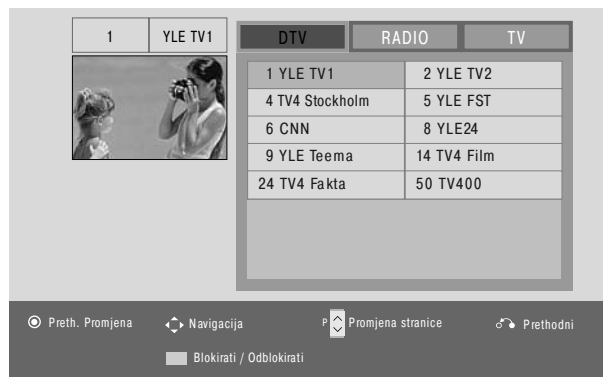 1 YLE TV1 DTV RADIO TV
1 YLE TV1 2 YLE TV2
4 TV4 Stockholm 5 YLE FST
6 CNN 8 YLE24
9 YLE Teema 14 TV4 Film
24 TV4 Fakta 50 TV400
Preth. Promjena Navigacija P Promjena stranice Prethodni
Blokirati / Odblokirati